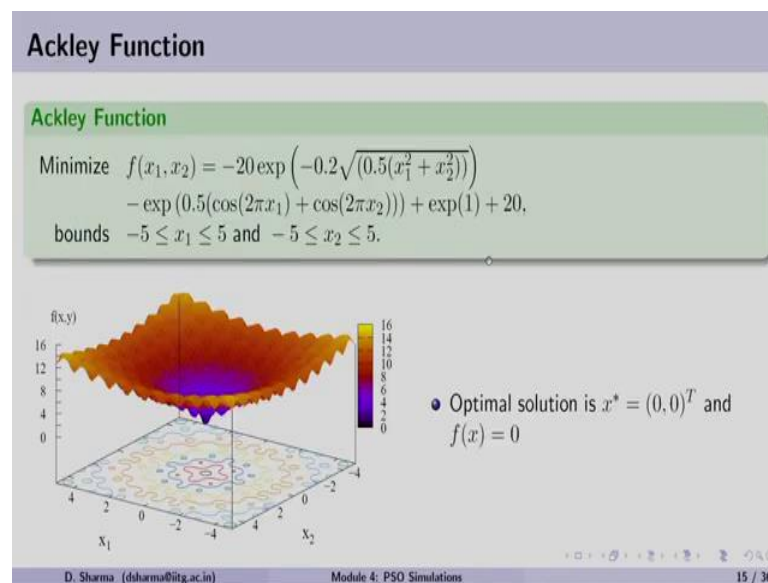 Ackley Function
Ackley Function
Minimize f(x₁, x₂) = −20 exp (−0.2√(0.5(x₁² + x₂²)))
− exp (0.5(cos(2πx₁) + cos(2πx₂))) + exp(1) + 20,
bounds −5 ≤ x₁ ≤ 5 and − 5 ≤ x₂ ≤ 5.
f(x,y)
16
12
8
4
0
16
14
12
10
8
6
4
2
0
4
2
0
−2
−4
x₁
4
2
0
−2
−4
x₂
Optimal solution is x* = (0, 0)ᵀ and
f(x) = 0
D. Sharma (dsharma@iitg.ac.in) Module 4: PSO Simulations 15 /